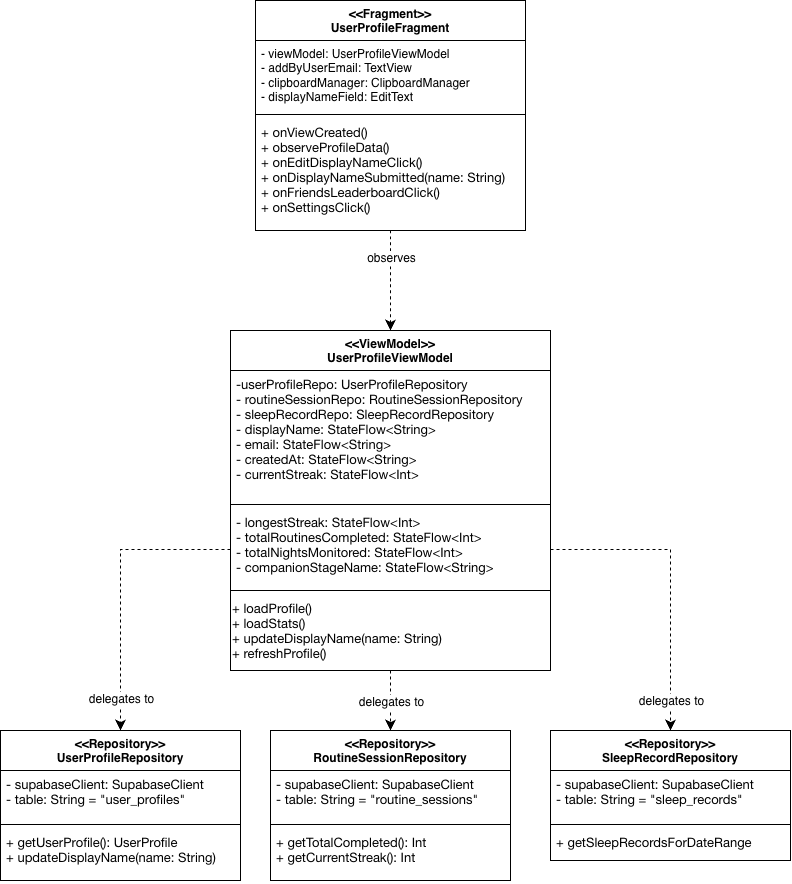 <<Fragment>>
UserProfileFragment
- viewModel: UserProfileViewModel
- addByUserEmail: TextView
- clipboardManager: ClipboardManager
- displayNameField: EditText
+ onViewCreated()
+ observeProfileData()
+ onEditDisplayNameClick()
+ onDisplayNameSubmitted(name: String)
+ onFriendsLeaderboardClick()
+ onSettingsClick()
observes
<<ViewModel>>
UserProfileViewModel
-userProfileRepo: UserProfileRepository
- routineSessionRepo: RoutineSessionRepository
- sleepRecordRepo: SleepRecordRepository
- displayName: StateFlow<String>
- email: StateFlow<String>
- createdAt: StateFlow<String>
- currentStreak: StateFlow<Int>
- longestStreak: StateFlow<Int>
- totalRoutinesCompleted: StateFlow<Int>
- totalNightsMonitored: StateFlow<Int>
- companionStageName: StateFlow<String>
+ loadProfile()
+ loadStats()
+ updateDisplayName(name: String)
+ refreshProfile()
delegates to
delegates to
delegates to
<<Repository>>
UserProfileRepository
- supabaseClient: SupabaseClient
- table: String = "user_profiles"
+ getUserProfile(): UserProfile
+ updateDisplayName(name: String)
<<Repository>>
RoutineSessionRepository
- supabaseClient: SupabaseClient
- table: String = "routine_sessions"
+ getTotalCompleted(): Int
+ getCurrentStreak(): Int
<<Repository>>
SleepRecordRepository
- supabaseClient: SupabaseClient
- table: String = "sleep_records"
+ getSleepRecordsForDateRange